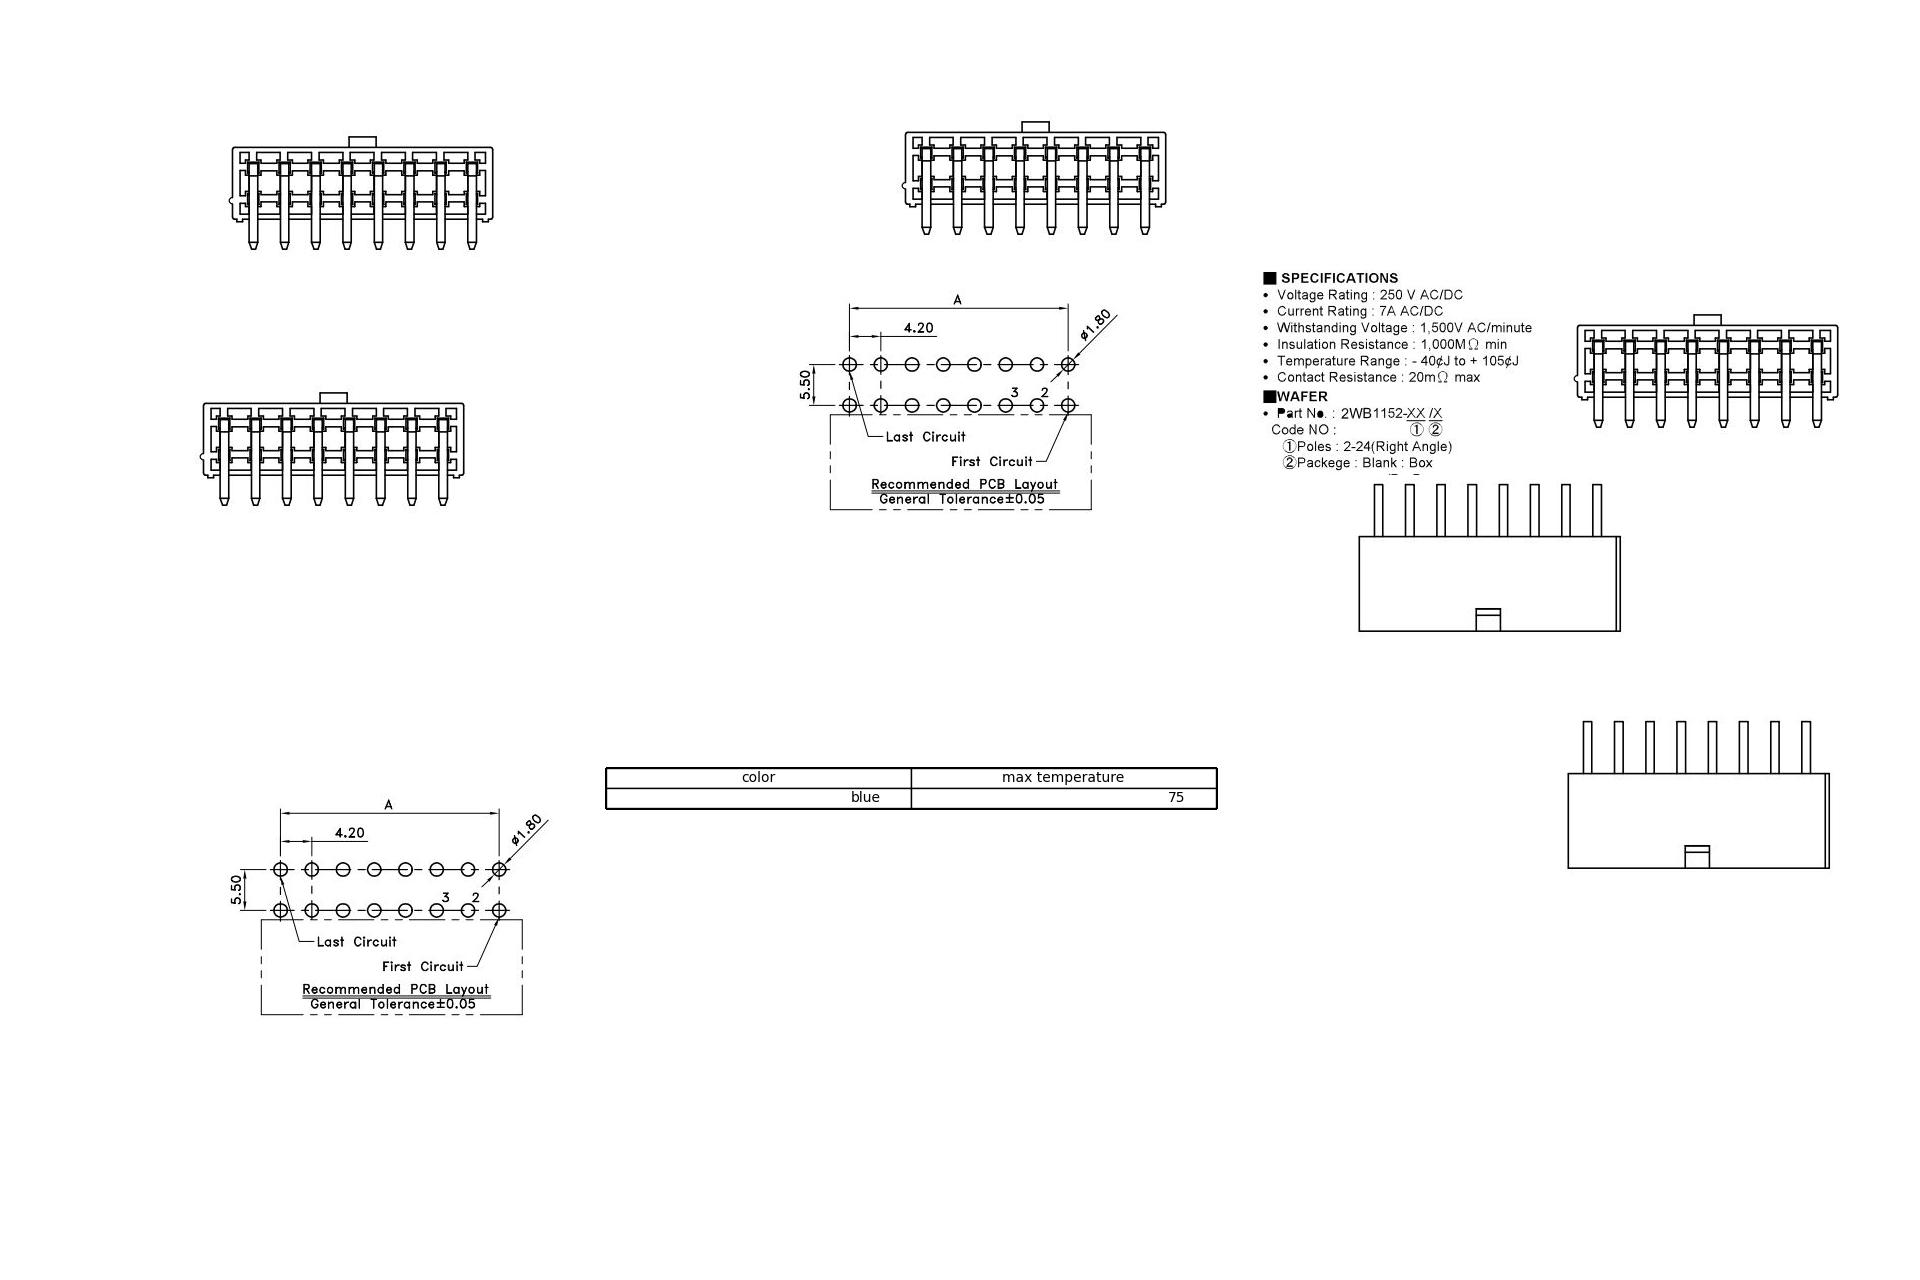 A
4.20
ø1.80
5.50
3 2
Last Circuit
First Circuit
Recommended PCB Layout
General Tolerance±0.05
■ SPECIFICATIONS
• Voltage Rating : 250 V AC/DC
• Current Rating : 7A AC/DC
• Withstanding Voltage : 1,500V AC/minute
• Insulation Resistance : 1,000MΩ min
• Temperature Range : - 40¢J to + 105¢J
• Contact Resistance : 20mΩ max
■WAFER
• Part No. : 2WB1152-XX /X
Code NO : ① ②
①Poles : 2-24(Right Angle)
②Packege : Blank : Box
color max temperature
blue 75
A
4.20
ø1.80
5.50
3 2
Last Circuit
First Circuit
Recommended PCB Layout
General Tolerance±0.05